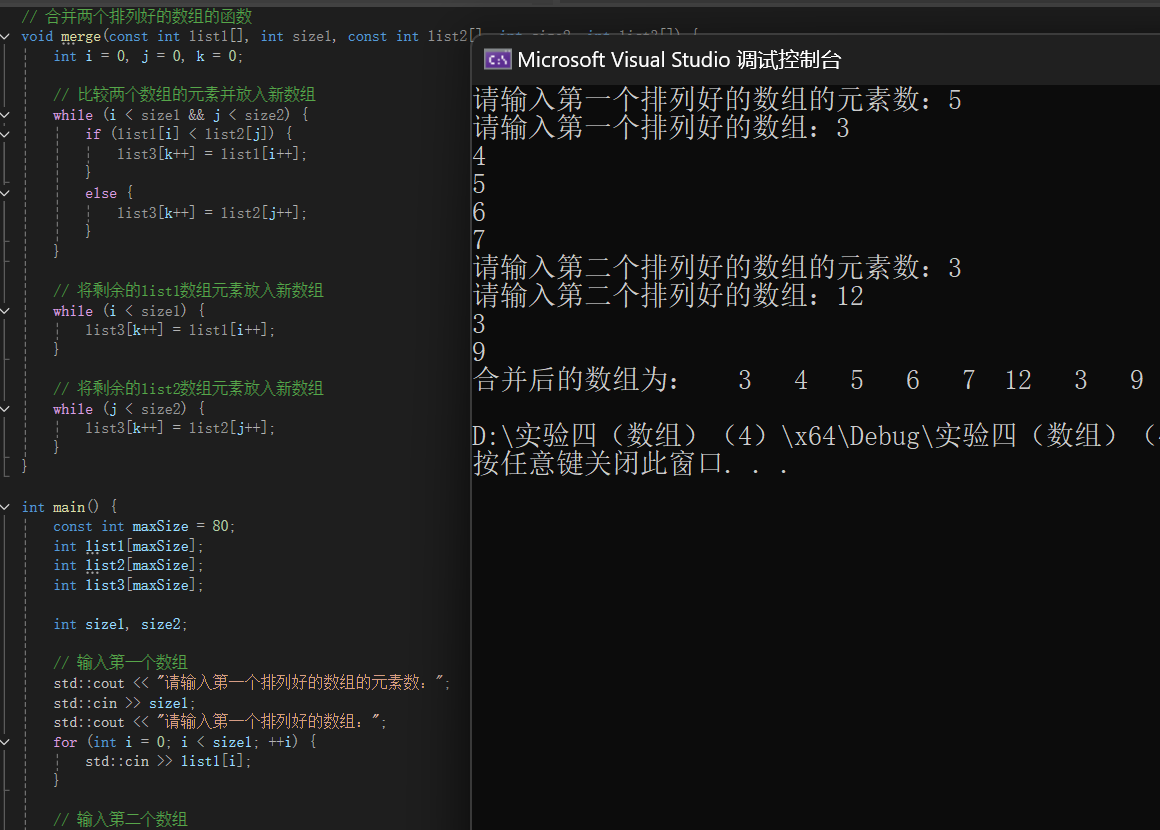 // 合并两个排列好的数组的函数
void merge(const int list1[], int size1, const int list2[], int size2, int list3[]) {
int i = 0, j = 0, k = 0;
// 比较两个数组的元素并放入新数组
while (i < size1 && j < size2) {
if (list1[i] < list2[j]) {
list3[k++] = list1[i++];
}
else {
list3[k++] = list2[j++];
}
}
// 将剩余的list1数组元素放入新数组
while (i < size1) {
list3[k++] = list1[i++];
}
// 将剩余的list2数组元素放入新数组
while (j < size2) {
list3[k++] = list2[j++];
}
}
int main() {
const int maxSize = 80;
int list1[maxSize];
int list2[maxSize];
int list3[maxSize];
int size1, size2;
// 输入第一个数组
std::cout << "请输入第一个排列好的数组的元素数：";
std::cin >> size1;
std::cout << "请输入第一个排列好的数组：";
for (int i = 0; i < size1; ++i) {
std::cin >> list1[i];
}
// 输入第二个数组
Microsoft Visual Studio 调试控制台
请输入第一个排列好的数组的元素数：5
请输入第一个排列好的数组：3
4
5
6
7
请输入第二个排列好的数组的元素数：3
请输入第二个排列好的数组：12
3
9
合并后的数组为： 3 4 5 6 7 12 3 9
D:\实验四（数组）（4）\x64\Debug\实验四（数组）（
按任意键关闭此窗口. . .